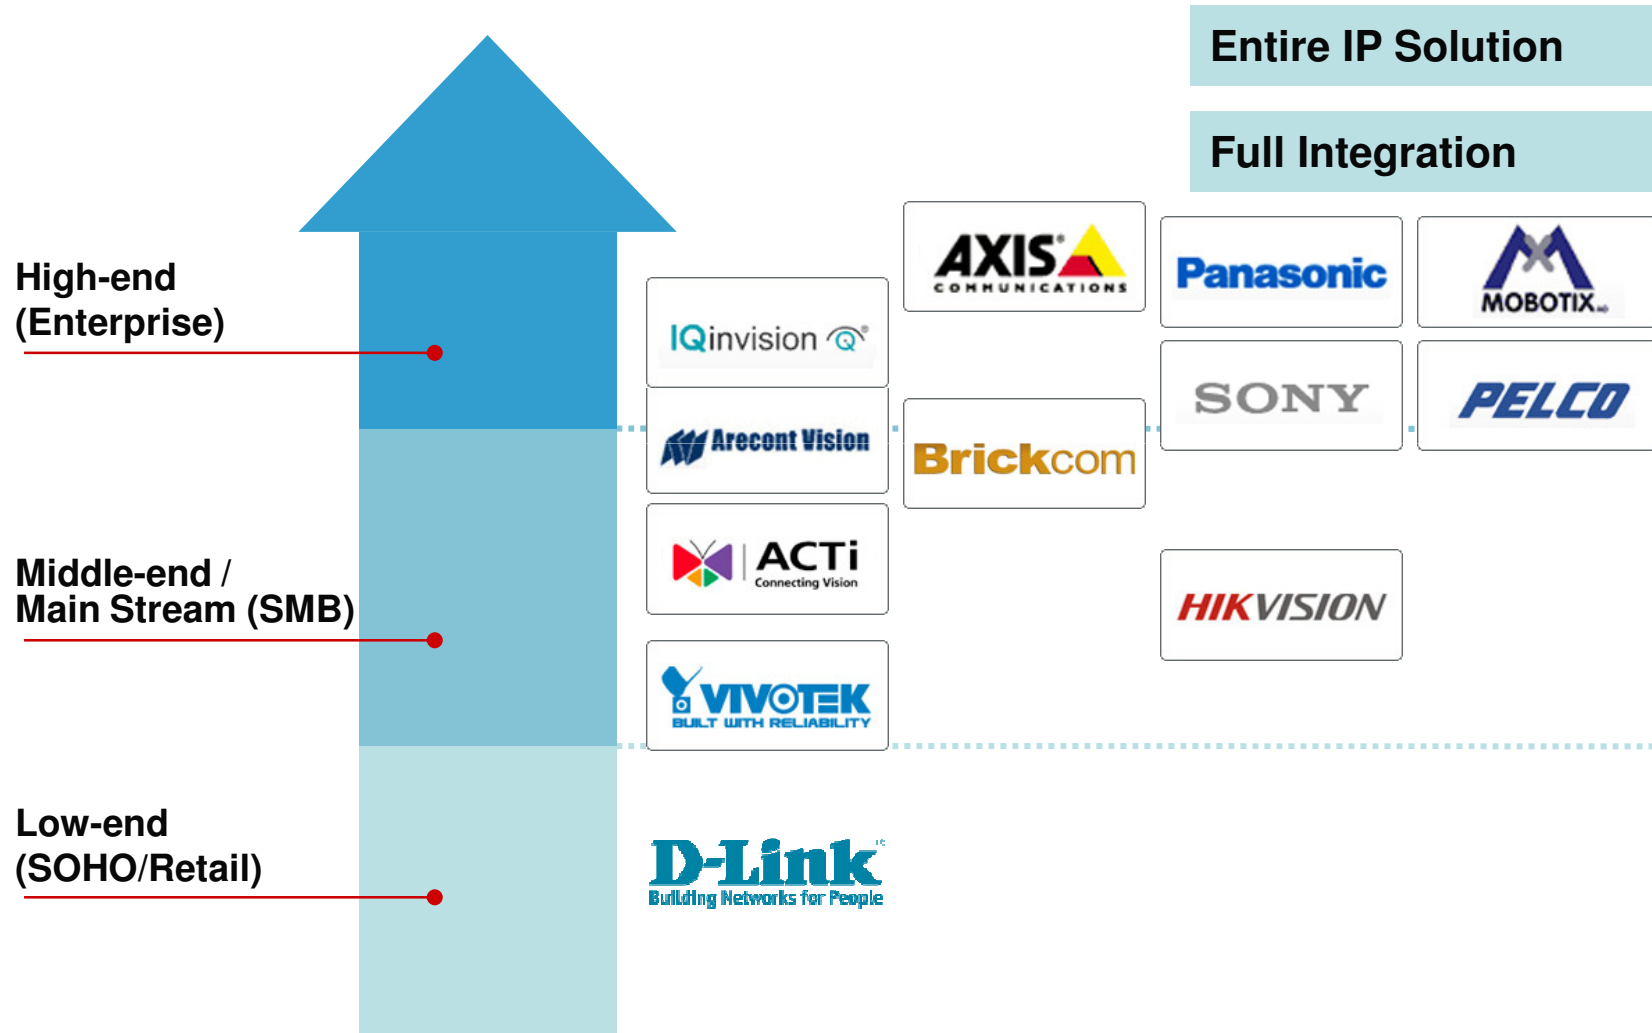 Entire IP Solution
Full Integration
High-end
(Enterprise)
AXIS®
COMMUNICATIONS
Panasonic
MOBOTIX
IQinvision Q®
SONY
PELCO
Arecont Vision
Brickcom
Middle-end /
Main Stream (SMB)
ACTi
Connecting Vision
HIKVISION
VIVOTEK
BUILT WITH RELIABILITY
Low-end
(SOHO/Retail)
D-Link
Building Networks for People